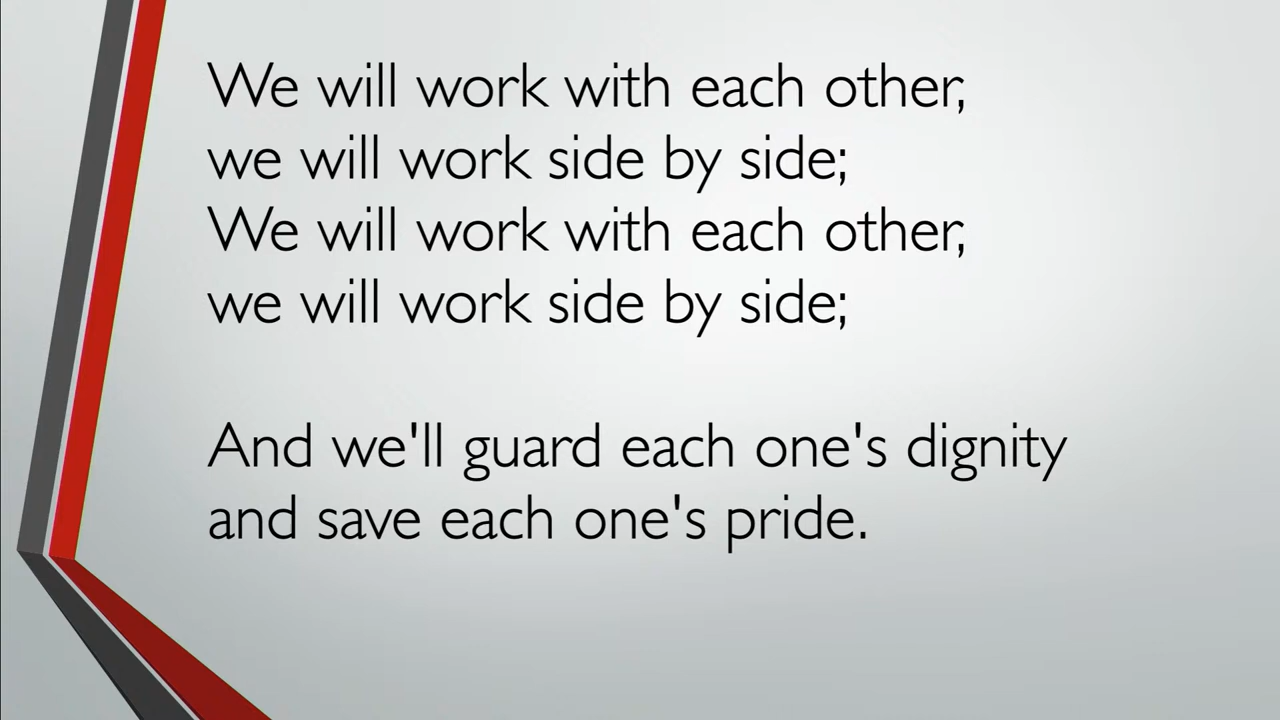 We will work with each other,
we will work side by side;
We will work with each other,
we will work side by side;
And we'll guard each one's dignity
and save each one's pride.